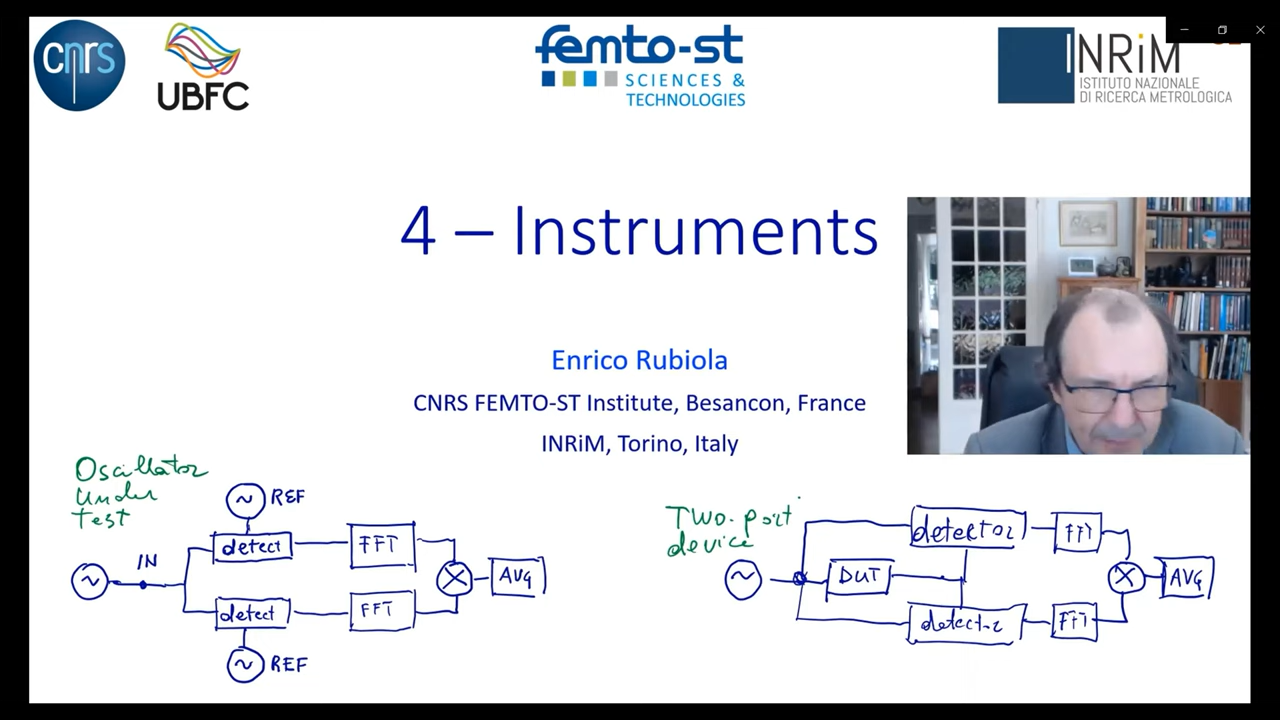 cnrs
UBFC
femto-st
SCIENCES &
TECHNOLOGIES
INRiM
ISTITUTO NAZIONALE
DI RICERCA METROLOGICA
4 – Instruments
Enrico Rubiola
CNRS FEMTO-ST Institute, Besancon, France
INRiM, Torino, Italy
Oscillator
under
test
REF
IN
detect
FFT
AVG
detect
FFT
REF
Two-port
device
detector
FFT
DUT
AVG
detector
FFT